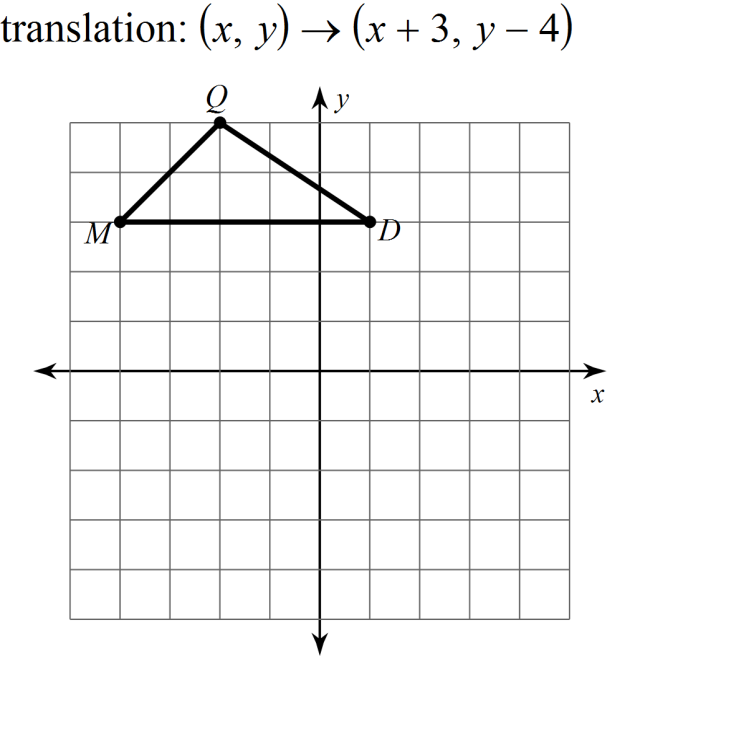 translation: (x, y) → (x + 3, y − 4)
Q
y
M
D
x